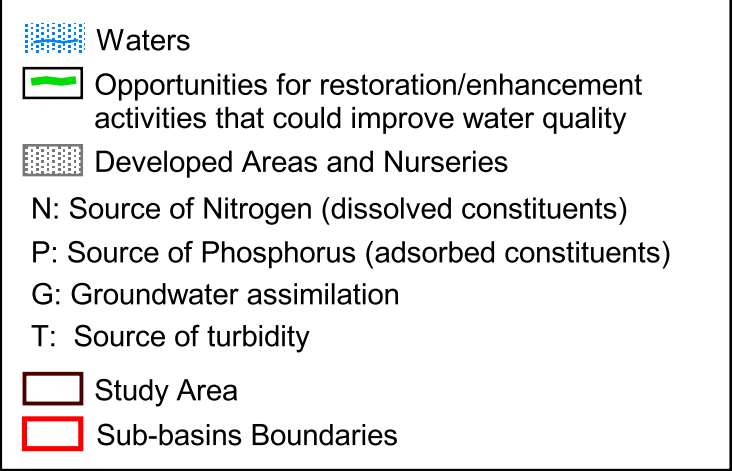 Waters
Opportunities for restoration/enhancement
activities that could improve water quality
Developed Areas and Nurseries
N: Source of Nitrogen (dissolved constituents)
P: Source of Phosphorus (adsorbed constituents)
G: Groundwater assimilation
T: Source of turbidity
Study Area
Sub-basins Boundaries